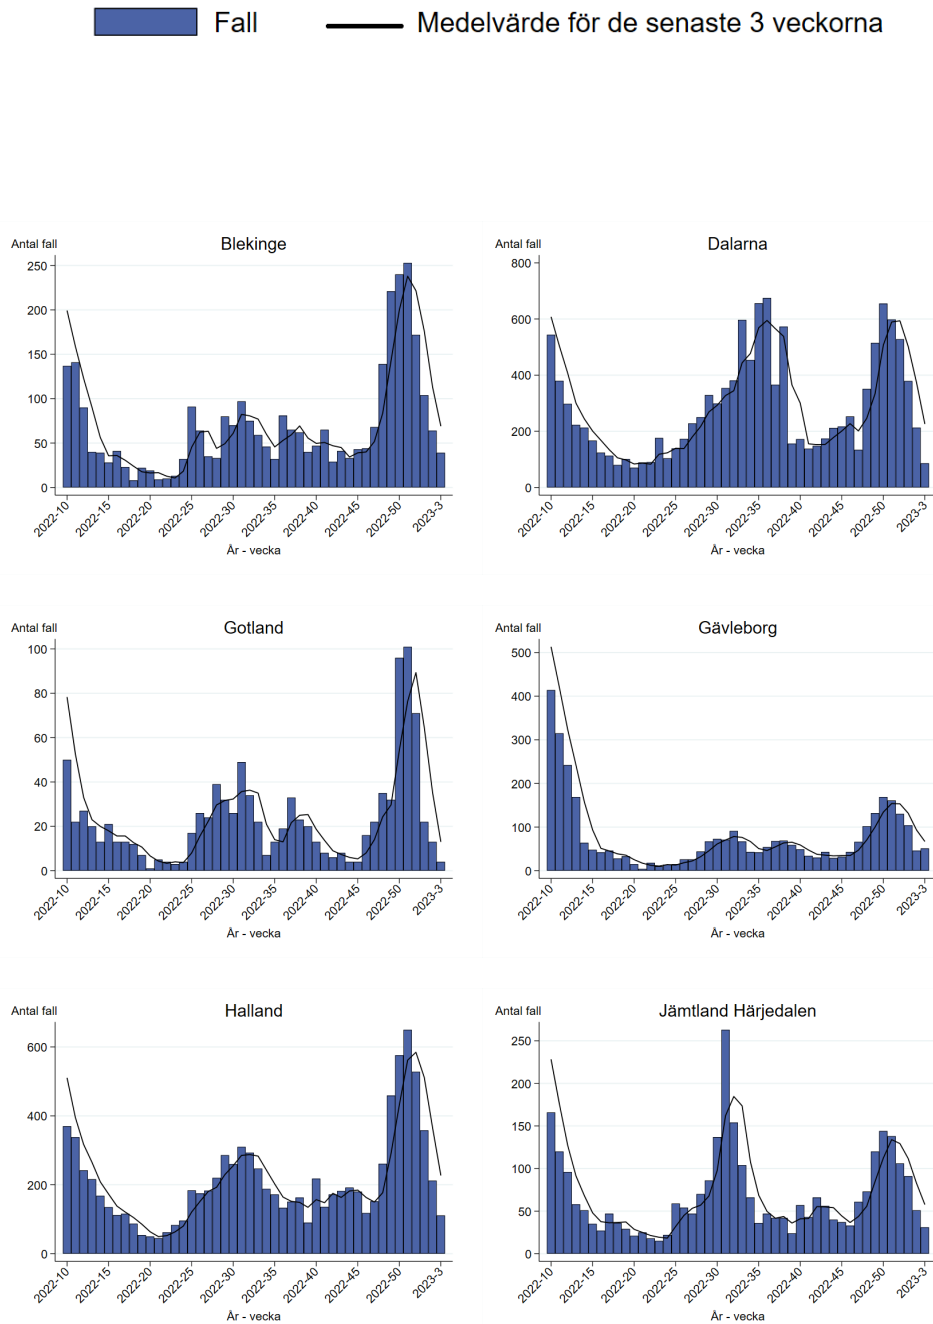 Fall Medelvärde för de senaste 3 veckorna
Antal fall
Blekinge
250
200
150
100
50
0
2022-10 2022-15 2022-20 2022-25 2022-30 2022-35 2022-40 2022-45 2022-50 2023-3
År - vecka
Antal fall
Dalarna
800
600
400
200
0
2022-10 2022-15 2022-20 2022-25 2022-30 2022-35 2022-40 2022-45 2022-50 2023-3
År - vecka
Antal fall
Gotland
100
80
60
40
20
0
2022-10 2022-15 2022-20 2022-25 2022-30 2022-35 2022-40 2022-45 2022-50 2023-3
År - vecka
Antal fall
Gävleborg
500
400
300
200
100
0
2022-10 2022-15 2022-20 2022-25 2022-30 2022-35 2022-40 2022-45 2022-50 2023-3
År - vecka
Antal fall
Halland
600
400
200
0
2022-10 2022-15 2022-20 2022-25 2022-30 2022-35 2022-40 2022-45 2022-50 2023-3
År - vecka
Antal fall
Jämtland Härjedalen
250
200
150
100
50
0
2022-10 2022-15 2022-20 2022-25 2022-30 2022-35 2022-40 2022-45 2022-50 2023-3
År - vecka